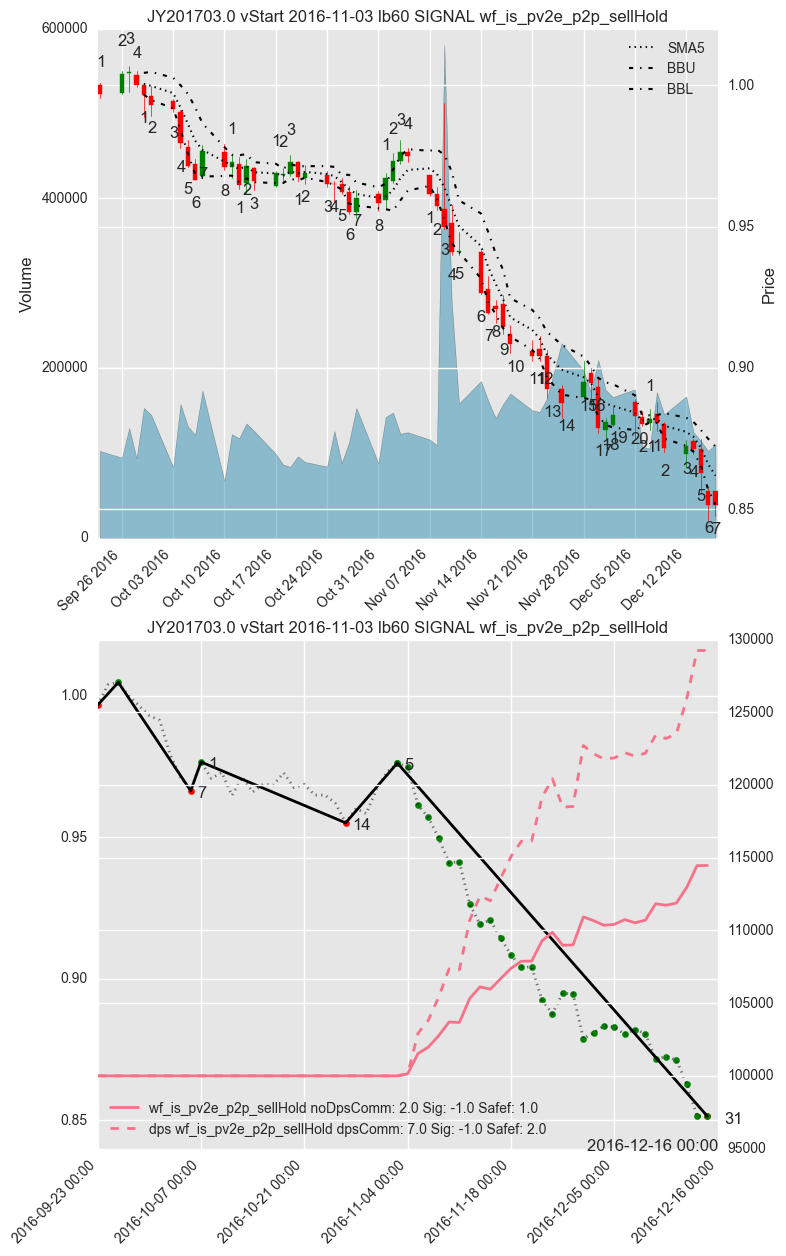 JY201703.0 vStart 2016-11-03 lb60 SIGNAL wf_is_pv2e_p2p_sellHold
600000
400000
200000
0
Volume
SMA5
BBU
BBL
1.00
0.95
0.90
0.85
Price
Sep 26 2016
Oct 03 2016
Oct 10 2016
Oct 17 2016
Oct 24 2016
Oct 31 2016
Nov 07 2016
Nov 14 2016
Nov 21 2016
Nov 28 2016
Dec 05 2016
Dec 12 2016
JY201703.0 vStart 2016-11-03 lb60 SIGNAL wf_is_pv2e_p2p_sellHold
1.00
0.95
0.90
0.85
7
1
14
5
31
130000
125000
120000
115000
110000
105000
100000
95000
wf_is_pv2e_p2p_sellHold noDpsComm: 2.0 Sig: -1.0 Safef: 1.0
dps wf_is_pv2e_p2p_sellHold dpsComm: 7.0 Sig: -1.0 Safef: 2.0
2016-12-16 00:00
2016-09-23 00:00
2016-10-07 00:00
2016-10-21 00:00
2016-11-04 00:00
2016-11-18 00:00
2016-12-05 00:00
2016-12-16 00:00